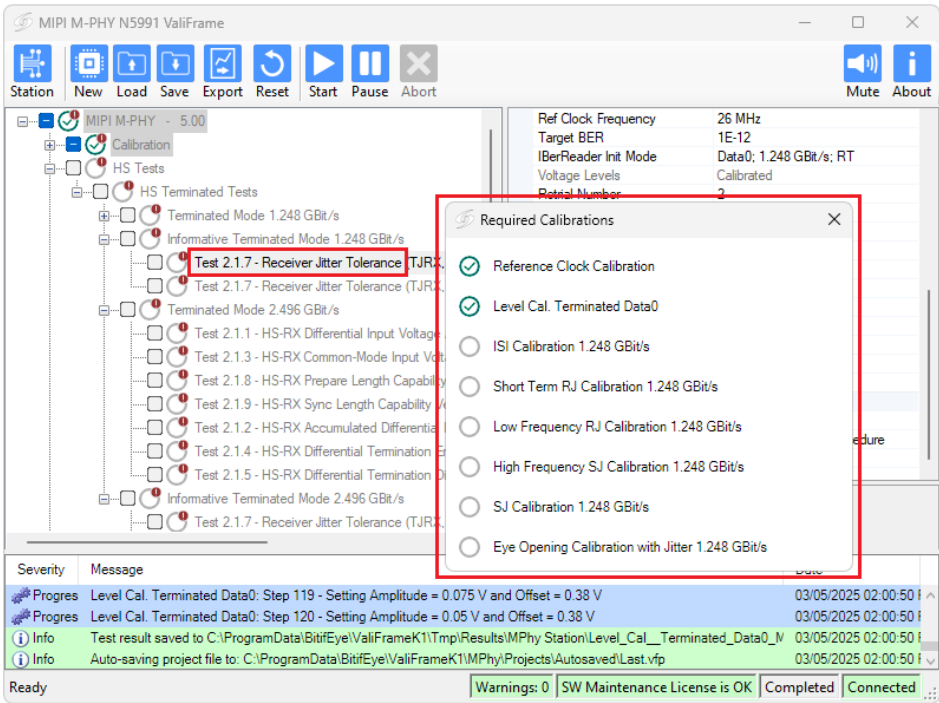 MIPI M-PHY N5991 ValiFrame
Station New Load Save Export Reset Start Pause Abort Mute About
MIPI M-PHY - 5.00
Calibration
HS Tests
HS Terminated Tests
Terminated Mode 1.248 GBit/s
Informative Terminated Mode 1.248 GBit/s
Test 2.1.7 - Receiver Jitter Tolerance (TJRX,
Test 2.1.7 - Receiver Jitter Tolerance (TJRX,
Terminated Mode 2.496 GBit/s
Test 2.1.1 - HS-RX Differential Input Voltage
Test 2.1.3 - HS-RX Common-Mode Input Volt
Test 2.1.8 - HS-RX Prepare Length Capability
Test 2.1.9 - HS-RX Sync Length Capability Ve
Test 2.1.2 - HS-RX Accumulated Differential
Test 2.1.4 - HS-RX Differential Termination E
Test 2.1.5 - HS-RX Differential Termination Di
Informative Terminated Mode 2.496 GBit/s
Test 2.1.7 - Receiver Jitter Tolerance (TJRX,
Ref Clock Frequency 26 MHz
Target BER 1E-12
IBerReader Init Mode Data0; 1.248 GBit/s; RT
Voltage Levels Calibrated
Retrial Number 2
Required Calibrations
Reference Clock Calibration
Level Cal. Terminated Data0
ISI Calibration 1.248 GBit/s
Short Term RJ Calibration 1.248 GBit/s
Low Frequency RJ Calibration 1.248 GBit/s
High Frequency SJ Calibration 1.248 GBit/s
SJ Calibration 1.248 GBit/s
Eye Opening Calibration with Jitter 1.248 GBit/s
edure
Severity Message Date
Progres Level Cal. Terminated Data0: Step 119 - Setting Amplitude = 0.075 V and Offset = 0.38 V 03/05/2025 02:00:50
Progres Level Cal. Terminated Data0: Step 120 - Setting Amplitude = 0.05 V and Offset = 0.38 V 03/05/2025 02:00:50
Info Test result saved to C:\ProgramData\BitifEye\ValiFrameK1\Tmp\Results\MPhy Station\Level_Cal__Terminated_Data0_ 03/05/2025 02:00:50
Info Auto-saving project file to: C:\ProgramData\BitifEye\ValiFrameK1\MPhy\Projects\Autosaved\Last.vfp 03/05/2025 02:00:50
Ready Warnings: 0 SW Maintenance License is OK Completed Connected